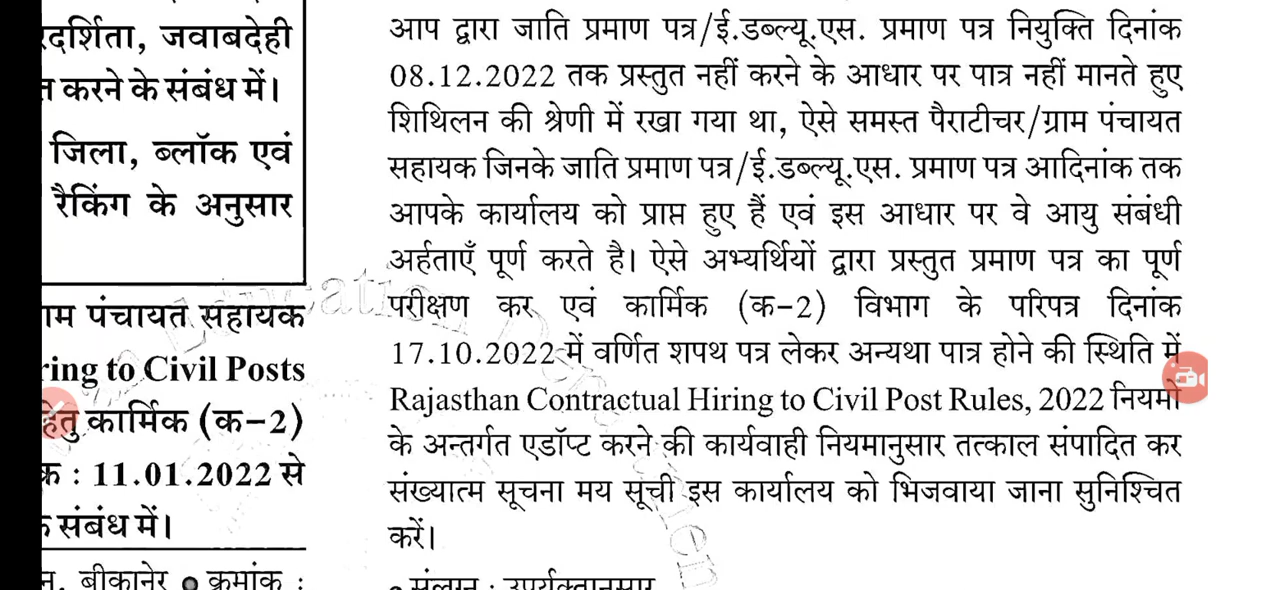 रदर्शिता, जवाबदेही
करने के संबंध में।
जिला, ब्लॉक एवं
रैकिंग के अनुसार
ाम पंचायत सहायक
ring to Civil Posts
हेतु कार्मिक (क-2)
क : 11.01.2022 से
संबंध में।
बीकानेर ● क्रमांक :
आप द्वारा जाति प्रमाण पत्र/ई.डब्ल्यू.एस. प्रमाण पत्र नियुक्ति दिनांक
08.12.2022 तक प्रस्तुत नहीं करने के आधार पर पात्र नहीं मानते हुए
शिथिलन की श्रेणी में रखा गया था, ऐसे समस्त पैराटीचर/ग्राम पंचायत
सहायक जिनके जाति प्रमाण पत्र/ई.डब्ल्यू.एस. प्रमाण पत्र आदिनांक तक
आपके कार्यालय को प्राप्त हुए हैं एवं इस आधार पर वे आयु संबंधी
अर्हताएँ पूर्ण करते है। ऐसे अभ्यर्थियों द्वारा प्रस्तुत प्रमाण पत्र का पूर्ण
परीक्षण कर एवं कार्मिक (क-2) विभाग के परिपत्र दिनांक
17.10.2022 में वर्णित शपथ पत्र लेकर अन्यथा पात्र होने की स्थिति में
Rajasthan Contractual Hiring to Civil Post Rules, 2022 नियमों
के अन्तर्गत एडॉप्ट करने की कार्यवाही नियमानुसार तत्काल संपादित कर
संख्यात्म सूचना मय सूची इस कार्यालय को भिजवाया जाना सुनिश्चित
करें।
● संलग्न : उपर्युक्तानुसार